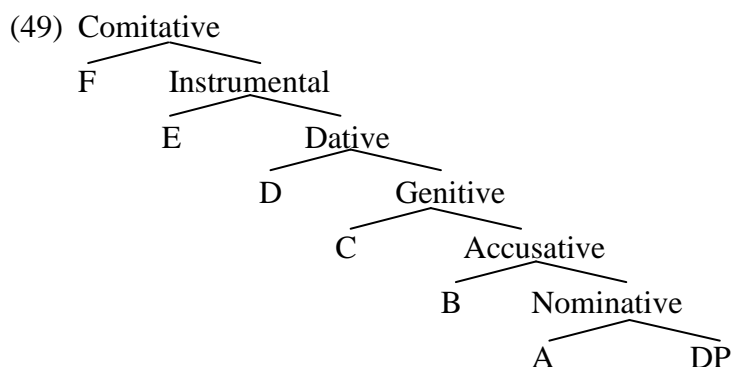 (49) Comitative
F Instrumental
E Dative
D Genitive
C Accusative
B Nominative
A DP